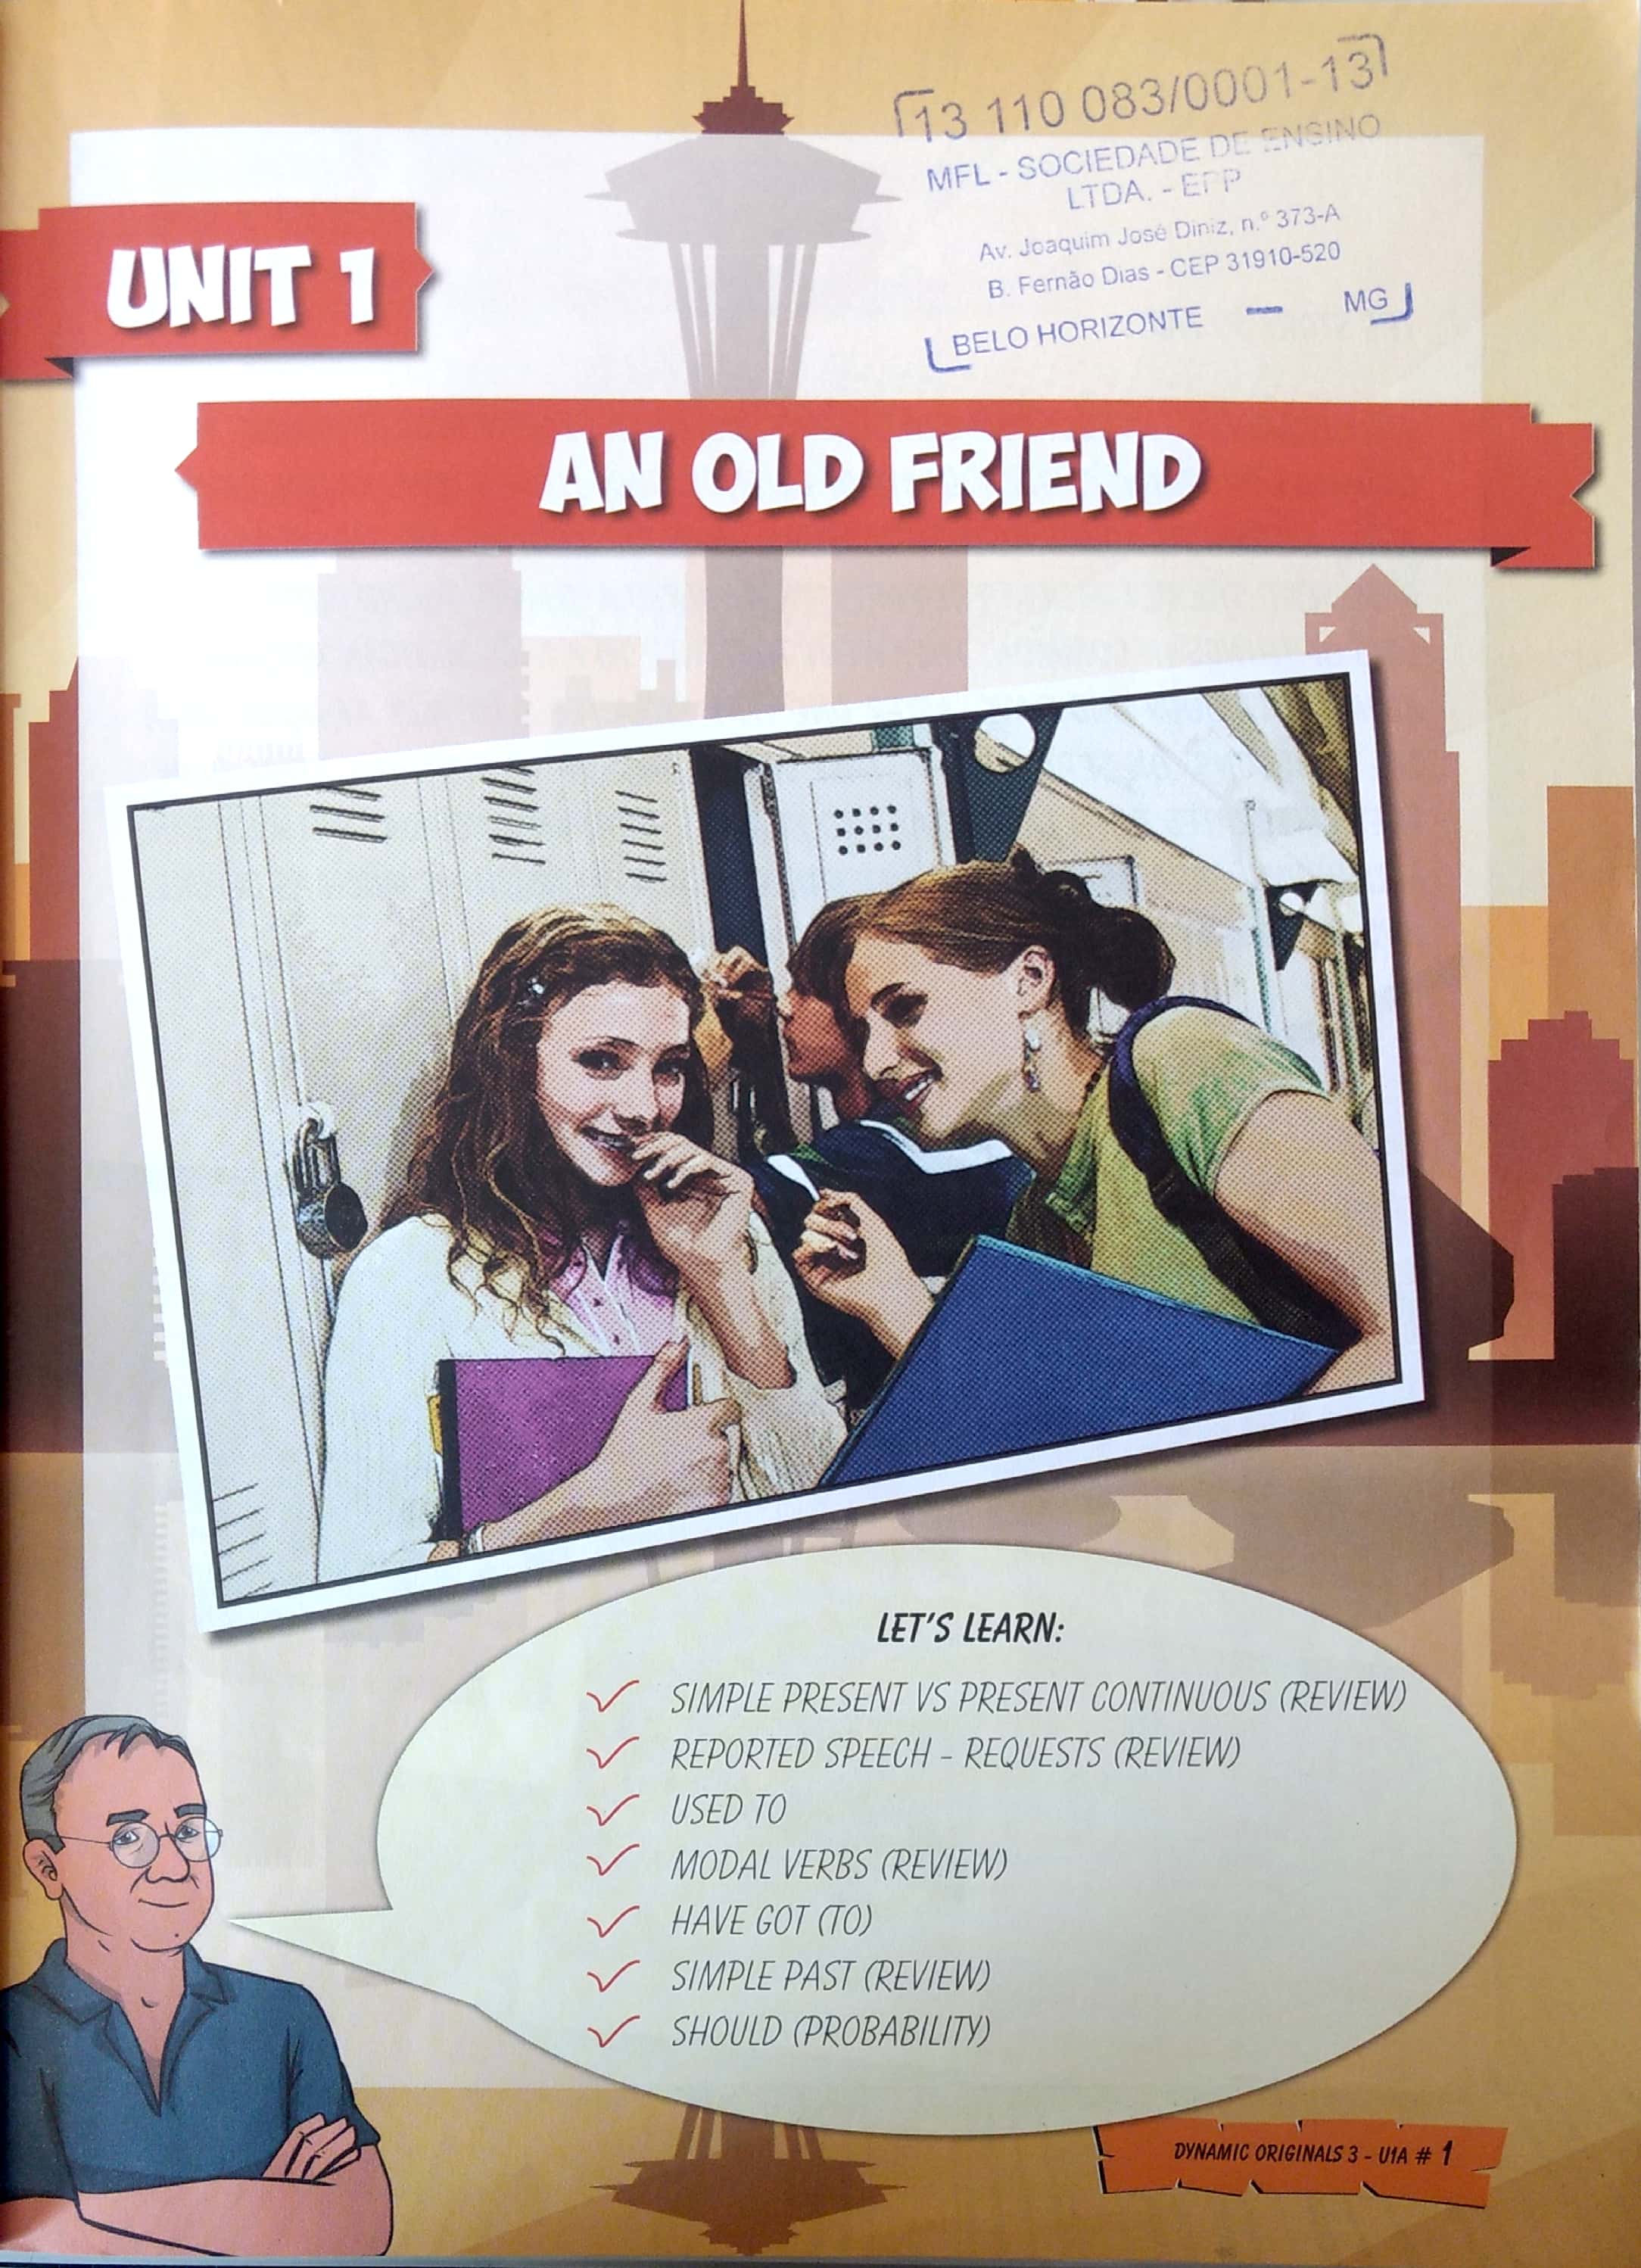 13 110 083/0001-13
MFL - SOCIEDADE DE ENSINO
LTDA. - EPP
Av. Joaquim José Diniz, n.º 373-A
B. Fernão Dias - CEP 31910-520
BELO HORIZONTE - MG
UNIT 1
AN OLD FRIEND
LET'S LEARN:
SIMPLE PRESENT VS PRESENT CONTINUOUS (REVIEW)
REPORTED SPEECH - REQUESTS (REVIEW)
USED TO
MODAL VERBS (REVIEW)
HAVE GOT (TO)
SIMPLE PAST (REVIEW)
SHOULD (PROBABILITY)
DYNAMIC ORIGINALS 3 - U1A # 1